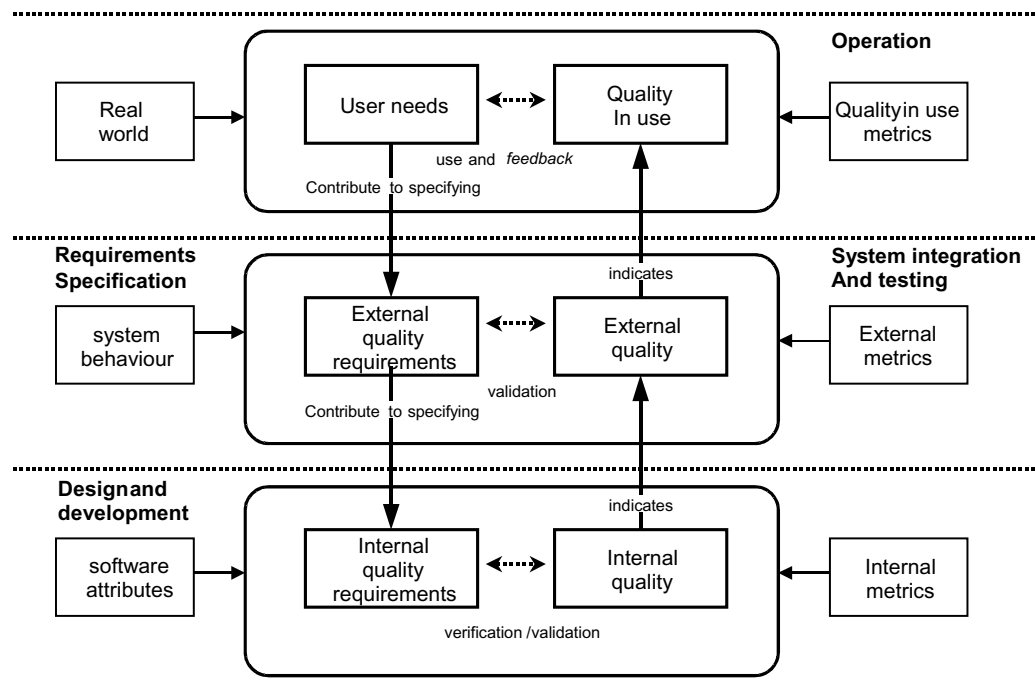 Operation
Real
world
User needs
Quality
In use
Qualityin use
metrics
use and feedback
Contribute to specifying
Requirements
Specification
System integration
And testing
indicates
system
behaviour
External
quality
requirements
External
quality
External
metrics
validation
Contribute to specifying
Designand
development
indicates
software
attributes
Internal
quality
requirements
Internal
quality
Internal
metrics
verification /validation